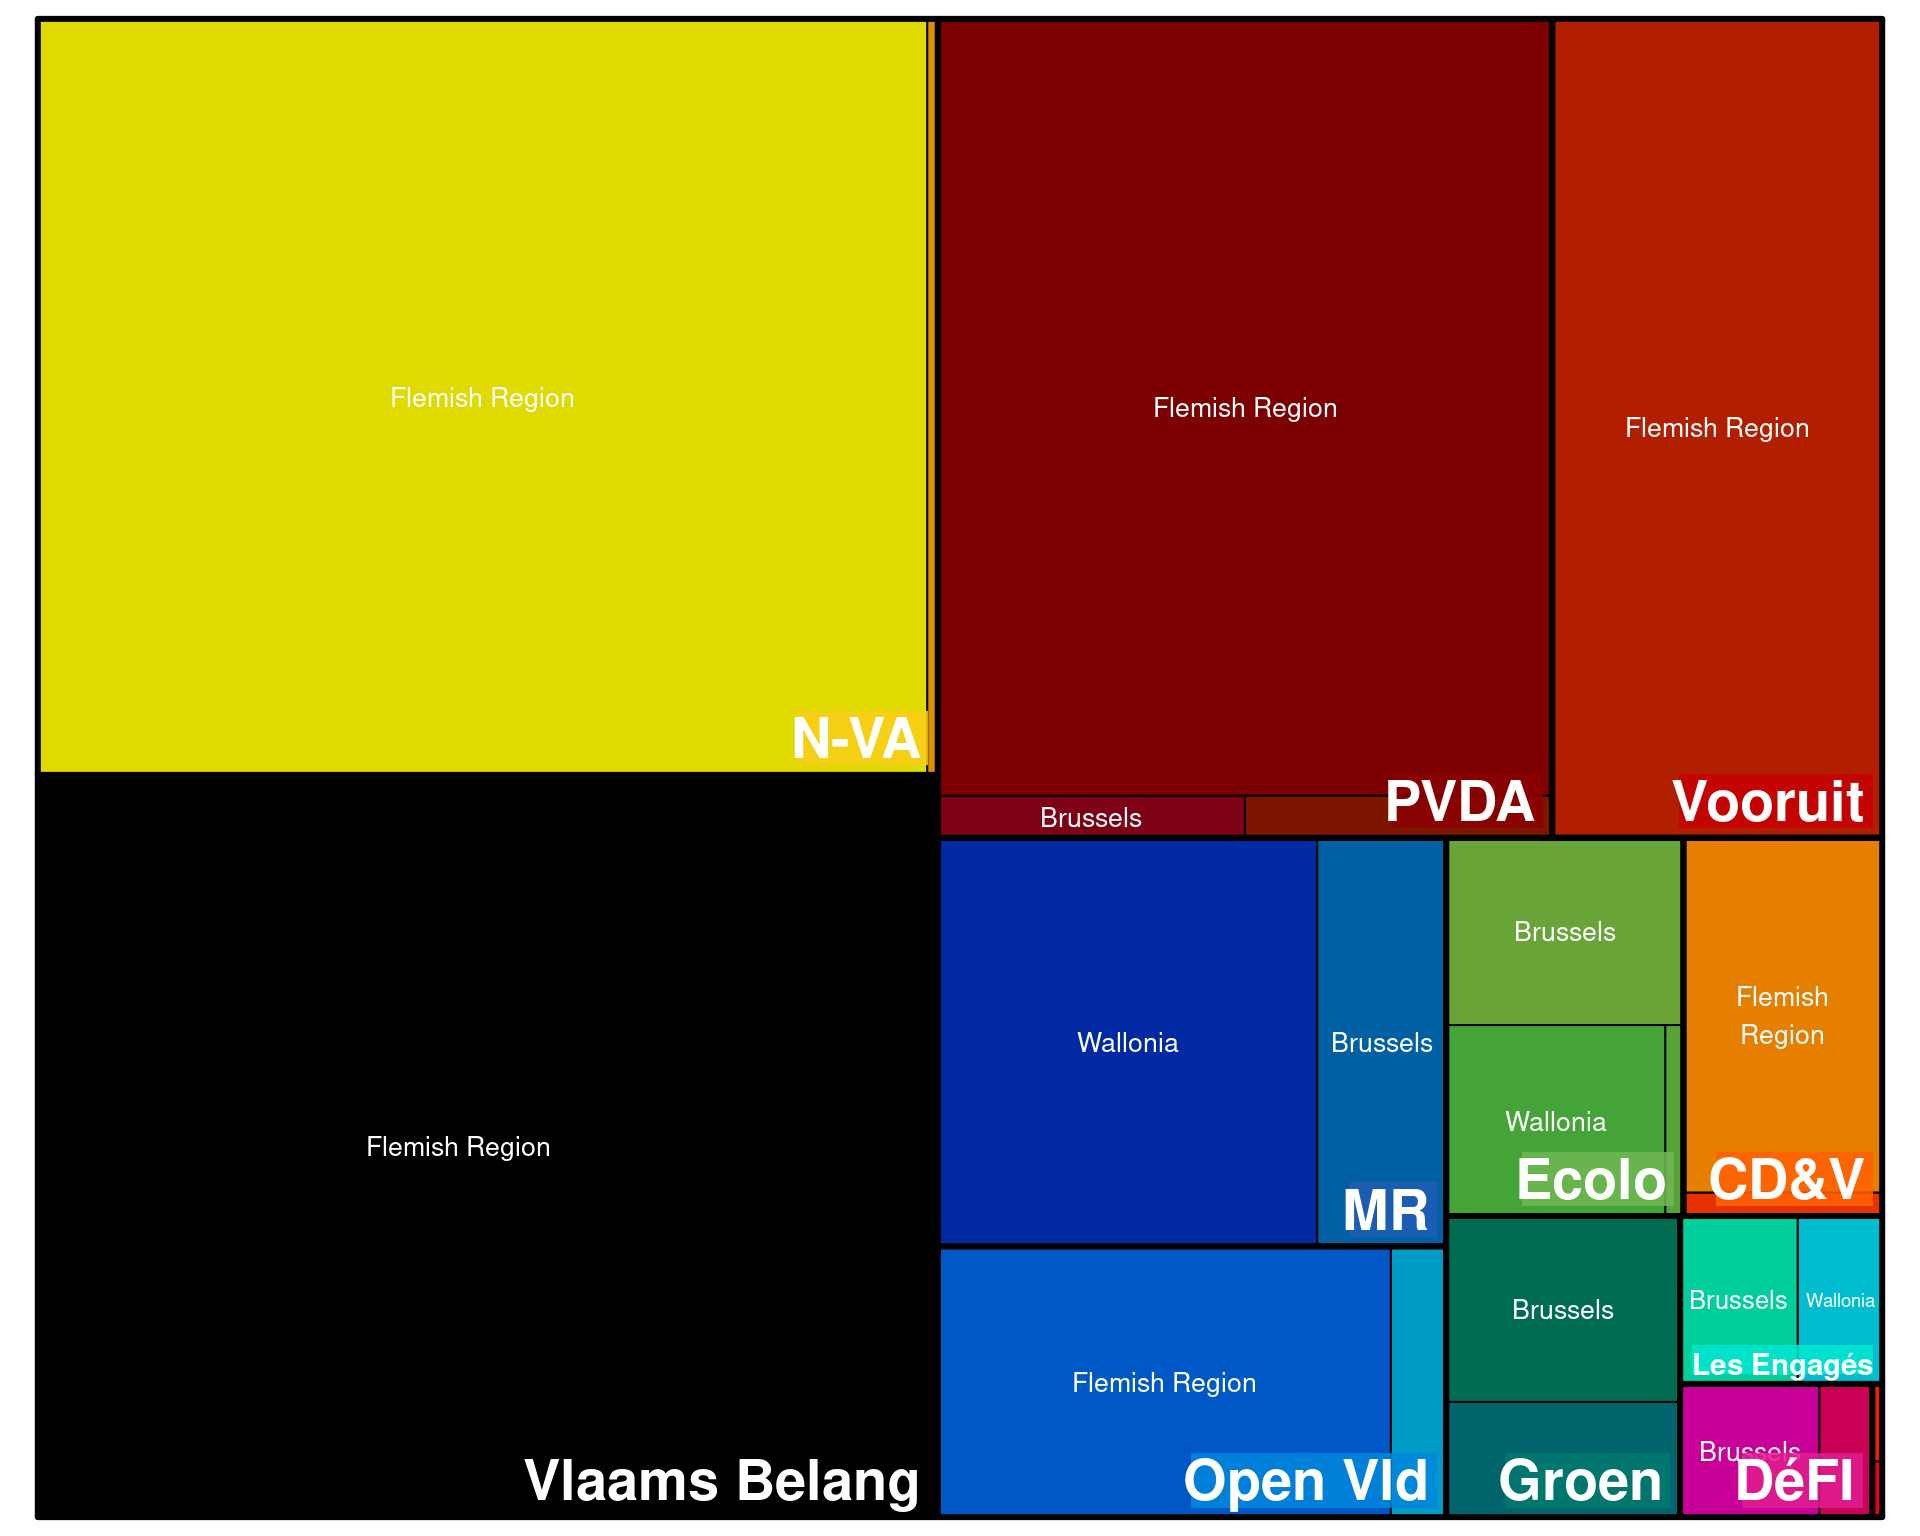 Flemish Region
N-VA
Flemish Region
Vlaams Belang
Flemish Region
Brussels
PVDA
Flemish Region
Vooruit
Wallonia
Brussels
MR
Flemish Region
Open Vld
Brussels
Wallonia
Ecolo
Flemish
Region
CD&V
Brussels
Groen
Brussels
Wallonia
Les Engagés
Brussels
DéFI